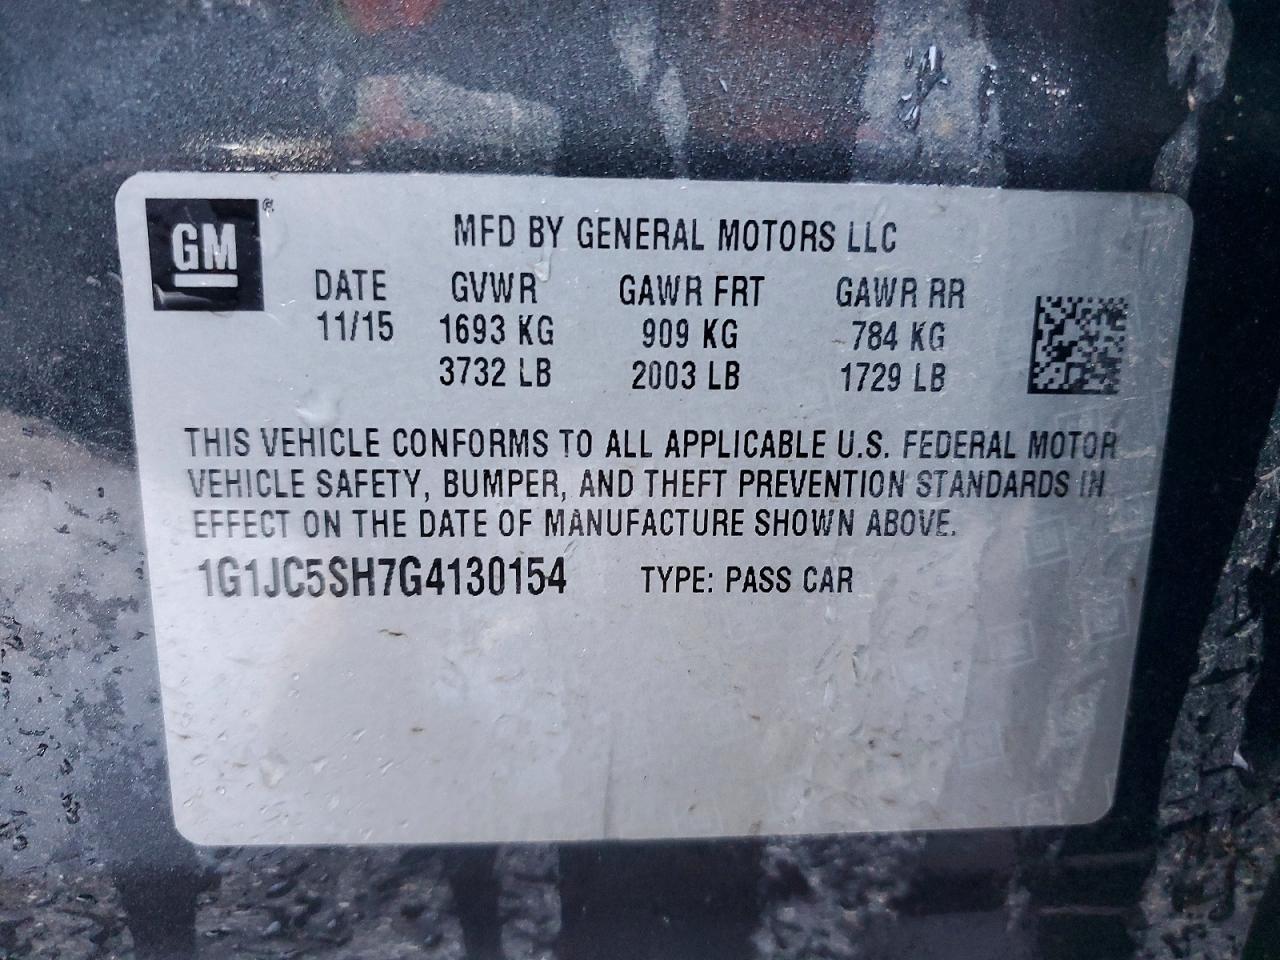 GM ®
MFD BY GENERAL MOTORS LLC
DATE GVWR GAWR FRT GAWR RR
11/15 1693 KG 909 KG 784 KG
3732 LB 2003 LB 1729 LB
THIS VEHICLE CONFORMS TO ALL APPLICABLE U.S. FEDERAL MOTOR
VEHICLE SAFETY, BUMPER, AND THEFT PREVENTION STANDARDS IN
EFFECT ON THE DATE OF MANUFACTURE SHOWN ABOVE.
1G1JC5SH7G4130154 TYPE: PASS CAR